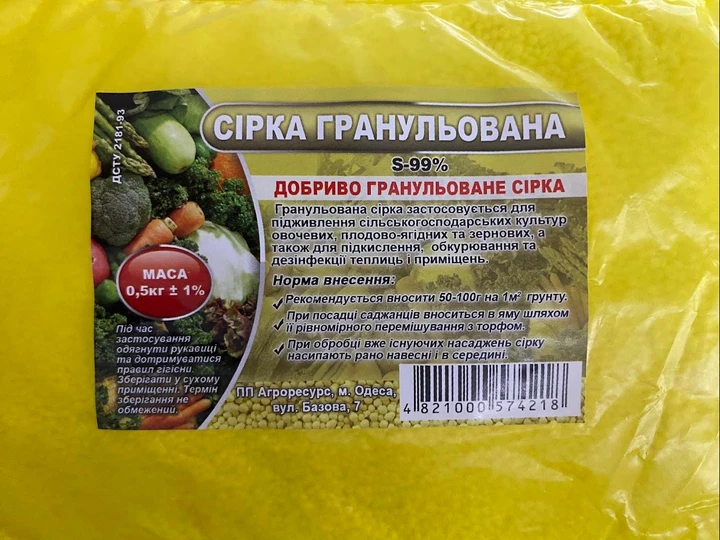 ДСТУ 2181-93
СІРКА ГРАНУЛЬОВАНА
S-99%
ДОБРИВО ГРАНУЛЬОВАНЕ СІРКА
Гранульована сірка застосовується для
підживлення сільськогосподарських культур
овочевих, плодово-ягідних та зернових, а
також для підкислення, обкурювання та
дезінфекції теплиць і приміщень.
МАСА
0,5кг ± 1%
Норма внесення:
✓Рекомендується вносити 50-100г на 1м² грунту.
✓При посадці саджанців вноситься в яму шляхом
її рівномірного перемішування з торфом.
✓При обробці вже існуючих насаджень сірку
насипають рано навесні і в середині.
Під час
застосування
одягнути рукавиці
та дотримуватися
правил гігієни.
Зберігати у сухому
приміщенні. Термін
зберігання не
обмежений.
ПП Агроресурс, м. Одеса,
вул. Базова, 7
4 821000 574218